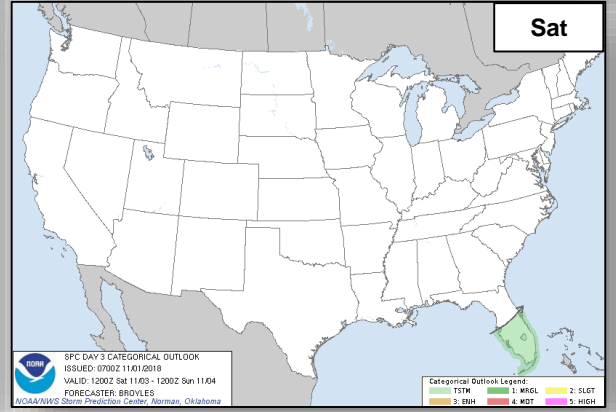 Sat
NOAA
SPC DAY 3 CATEGORICAL OUTLOOK
ISSUED: 0700Z 11/01/2018
VALID: 1200Z Sat 11/03 - 1200Z Sun 11/04
FORECASTER: BROYLES
NOAA/NWS Storm Prediction Center, Norman, Oklahoma
Categorical Outlook Legend:
TSTM 1: MRGL 2: SLGT
3: ENH 4: MDT 5: HIGH